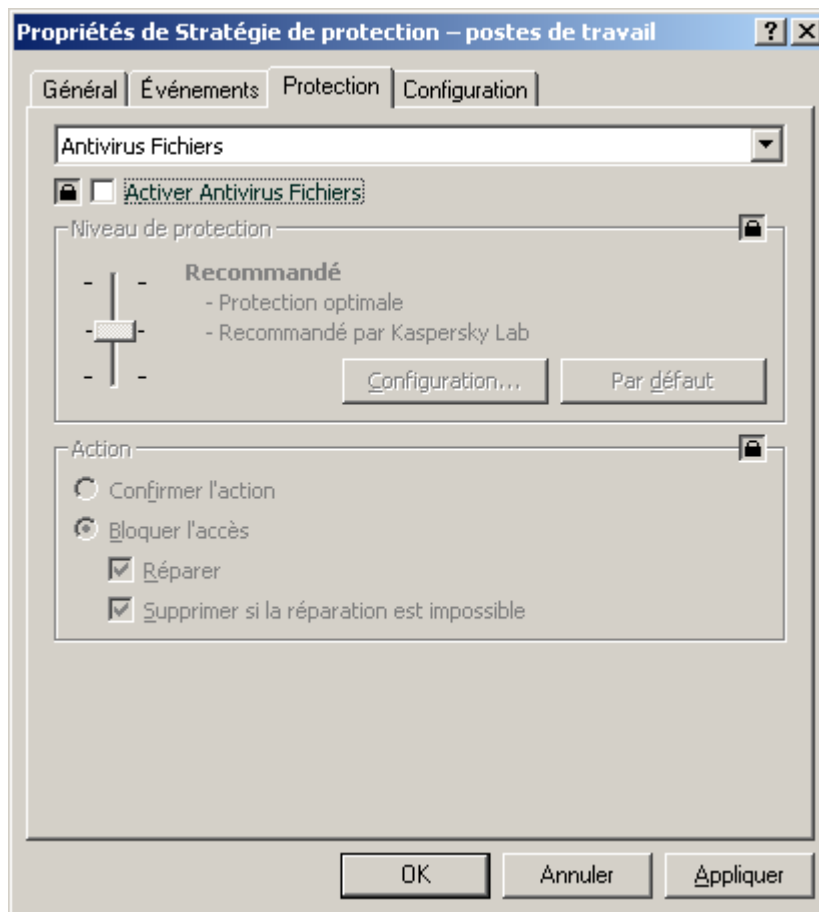 Propriétés de Stratégie de protection – postes de travail
Général Événements Protection Configuration
Antivirus Fichiers
Activer Antivirus Fichiers
Niveau de protection
Recommandé
- Protection optimale
- Recommandé par Kaspersky Lab
Configuration... Par défaut
Action
Confirmer l'action
Bloquer l'accès
Réparer
Supprimer si la réparation est impossible
OK Annuler Appliquer